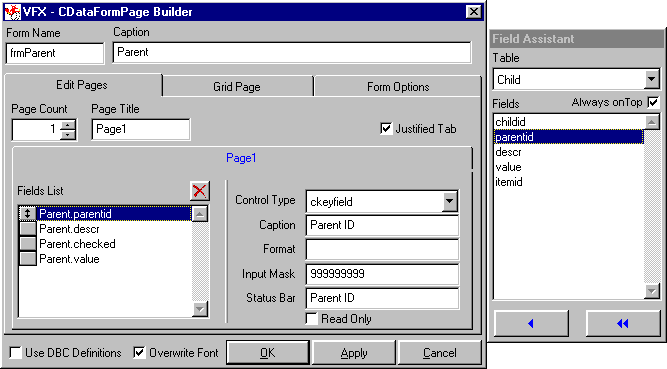 VFX - CDataFormPage Builder
Form Name
Caption
frmParent
Parent
Edit Pages
Grid Page
Form Options
Page Count
Page Title
1
Page1
Justified Tab
Page1
Fields List
Parent.parentid
Parent.descr
Parent.checked
Parent.value
Control Type
ckeyfield
Caption
Parent ID
Format
Input Mask
999999999
Status Bar
Parent ID
Read Only
Use DBC Definitions
Overwrite Font
OK
Apply
Cancel
Field Assistant
Table
Child
Fields
Always onTop
childid
parentid
descr
value
itemid